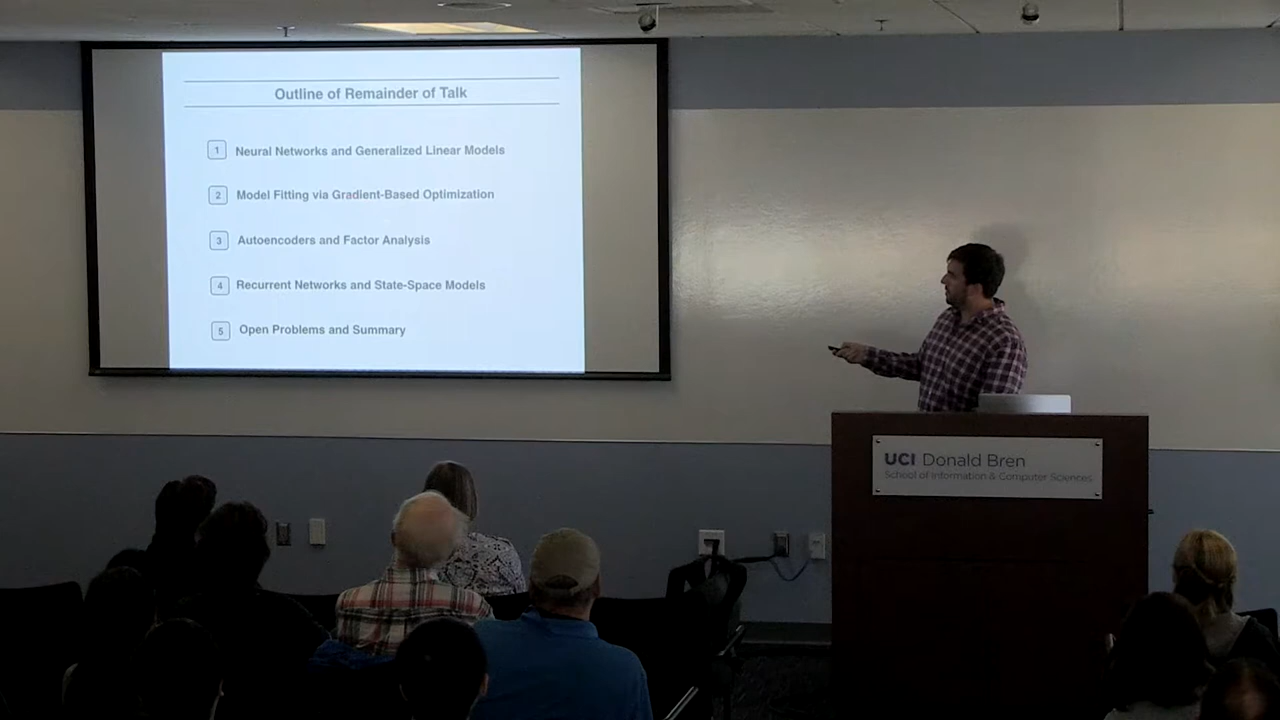 Outline of Remainder of Talk
1 Neural Networks and Generalized Linear Models
2 Model Fitting via Gradient-Based Optimization
3 Autoencoders and Factor Analysis
4 Recurrent Networks and State-Space Models
5 Open Problems and Summary
UCI Donald Bren
School of Information & Computer Sciences